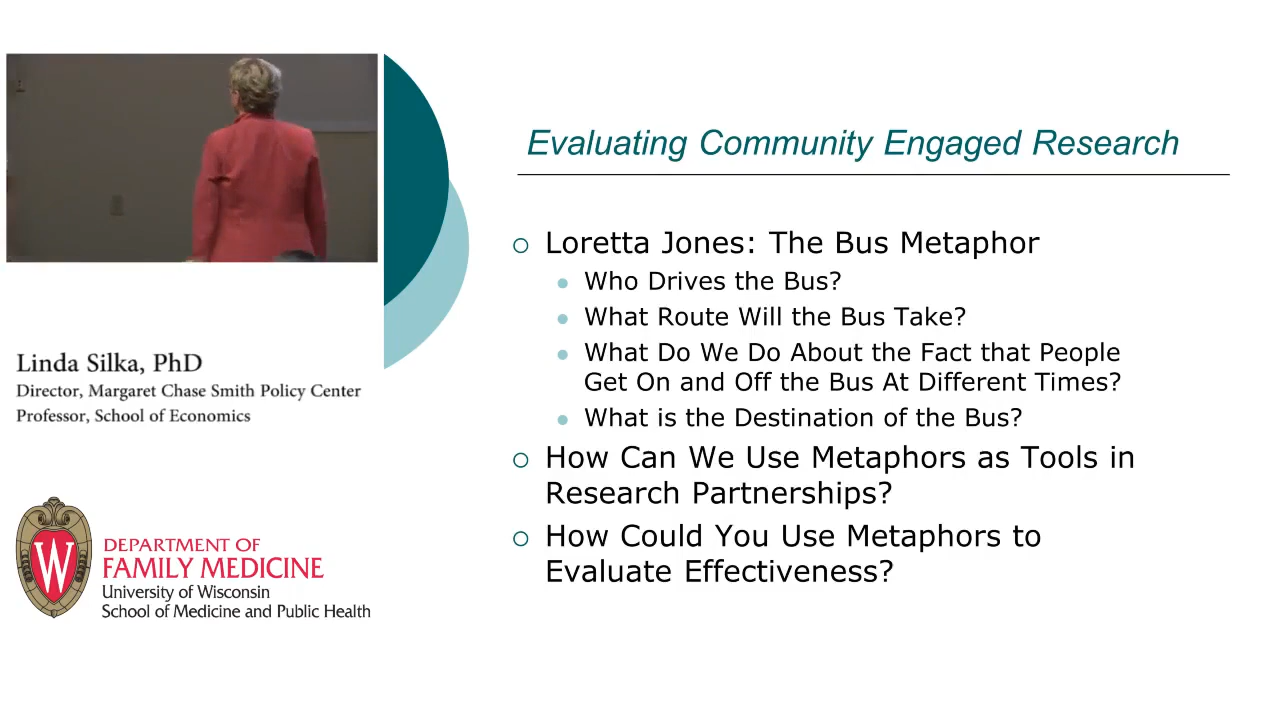 Evaluating Community Engaged Research
Loretta Jones: The Bus Metaphor
Who Drives the Bus?
What Route Will the Bus Take?
What Do We Do About the Fact that People
Get On and Off the Bus At Different Times?
What is the Destination of the Bus?
How Can We Use Metaphors as Tools in
Research Partnerships?
How Could You Use Metaphors to
Evaluate Effectiveness?
Linda Silka, PhD
Director, Margaret Chase Smith Policy Center
Professor, School of Economics
W
DEPARTMENT OF
FAMILY MEDICINE
University of Wisconsin
School of Medicine and Public Health